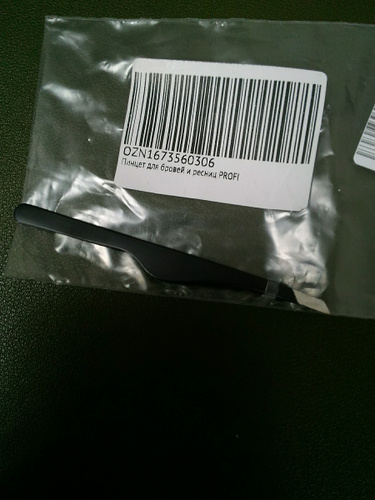 OZN1673560306
Пинцет для бровей и ресниц PROFI